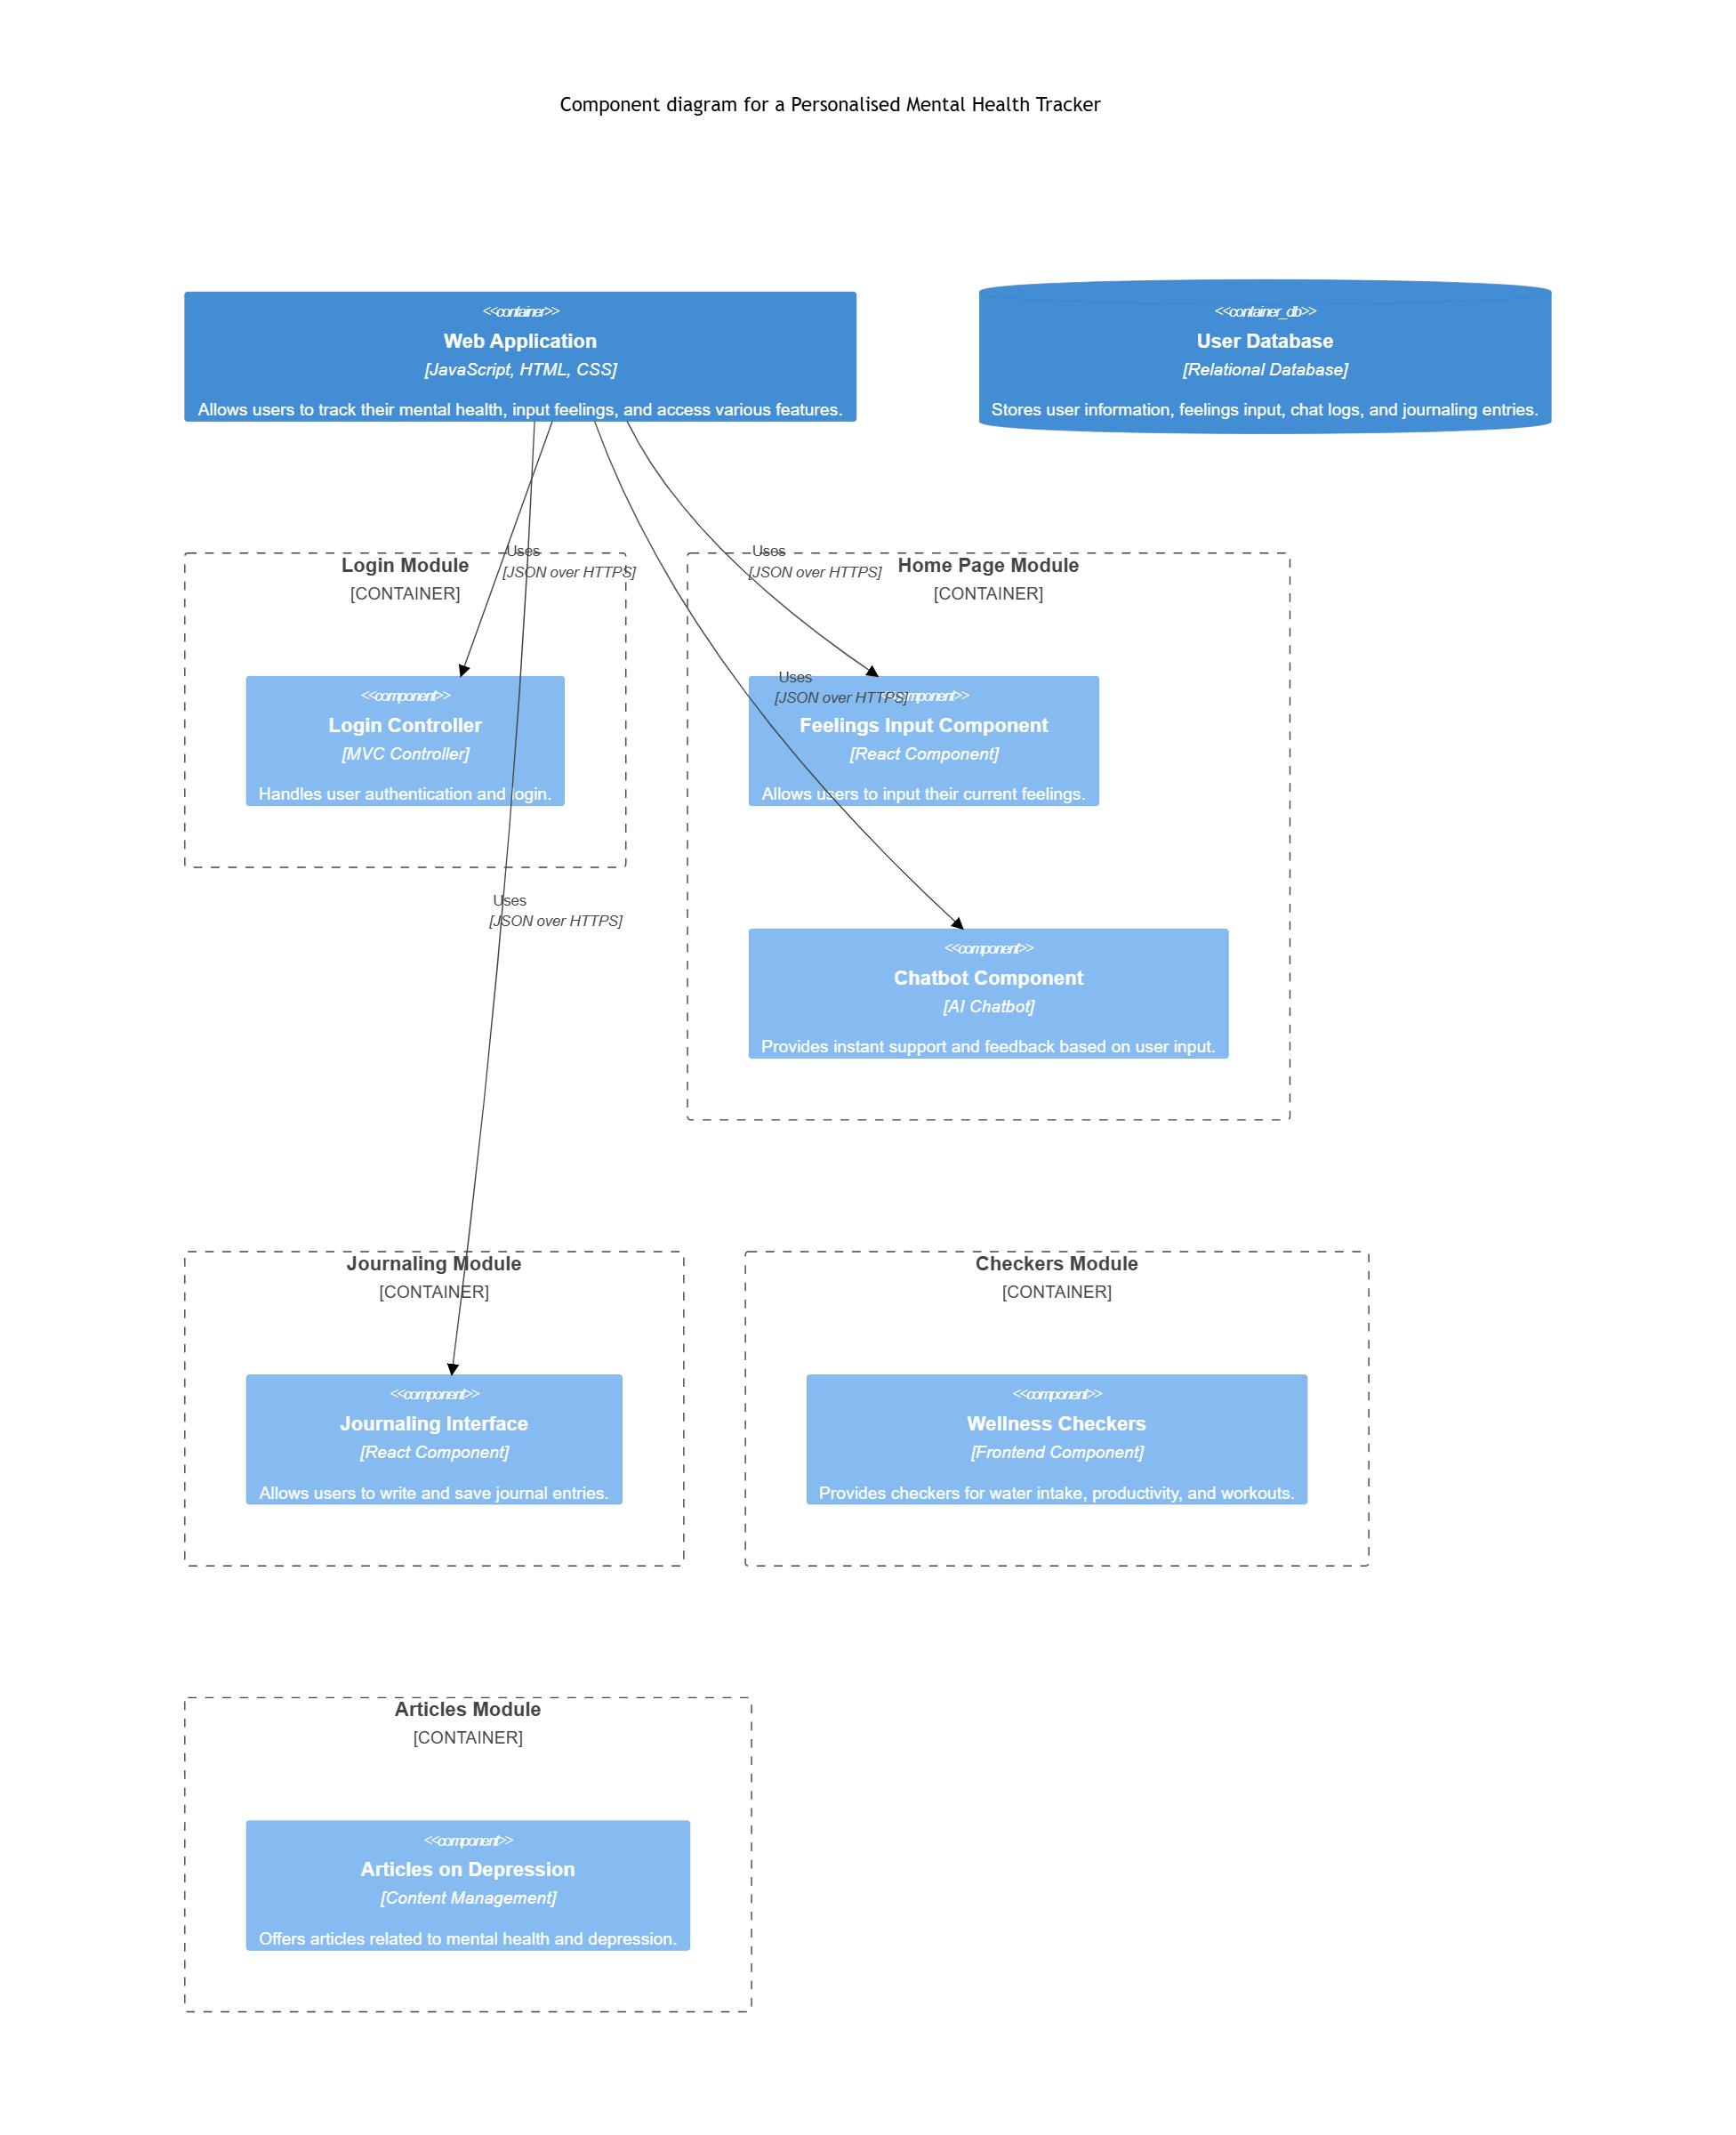 Component diagram for a Personalised Mental Health Tracker
<<container>>
Web Application
[JavaScript, HTML, CSS]
Allows users to track their mental health, input feelings, and access various features.
<<container_db>>
User Database
[Relational Database]
Stores user information, feelings input, chat logs, and journaling entries.
Login Module
[CONTAINER]
Uses
[JSON over HTTPS]
<<component>>
Login Controller
[MVC Controller]
Handles user authentication and login.
Uses
[JSON over HTTPS]
Home Page Module
[CONTAINER]
Uses
[JSON over HTTPS]
<<component>>
Feelings Input Component
[React Component]
Allows users to input their current feelings.
Uses
[JSON over HTTPS]
<<component>>
Chatbot Component
[AI Chatbot]
Provides instant support and feedback based on user input.
Journaling Module
[CONTAINER]
<<component>>
Journaling Interface
[React Component]
Allows users to write and save journal entries.
Checkers Module
[CONTAINER]
<<component>>
Wellness Checkers
[Frontend Component]
Provides checkers for water intake, productivity, and workouts.
Articles Module
[CONTAINER]
<<component>>
Articles on Depression
[Content Management]
Offers articles related to mental health and depression.